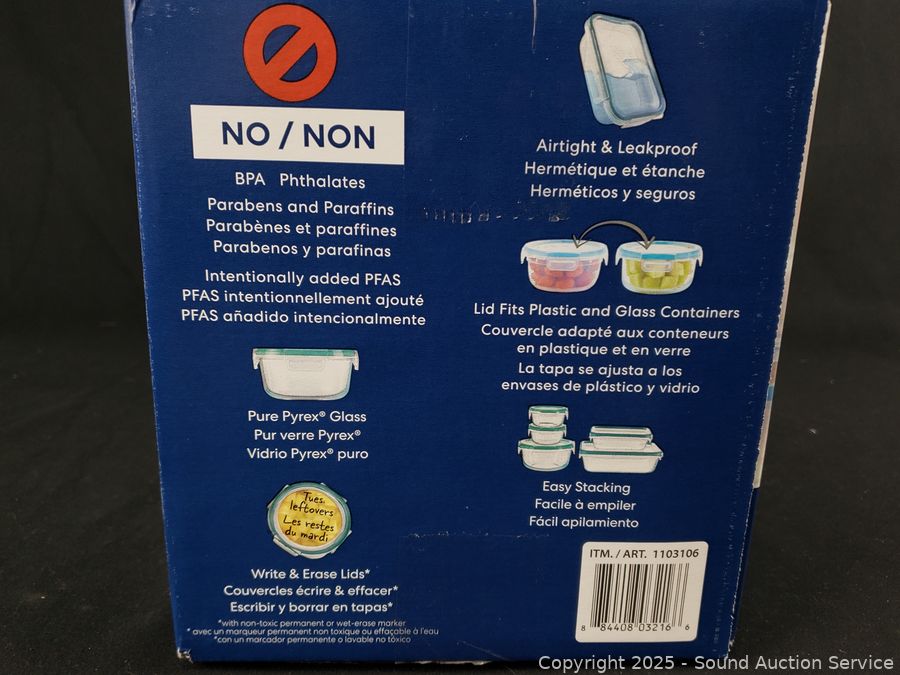 NO / NON
BPA Phthalates
Parabens and Paraffins
Parabènes et paraffines
Parabenos y parafinas
Intentionally added PFAS
PFAS intentionnellement ajouté
PFAS añadido intencionalmente
Pure Pyrex® Glass
Pur verre Pyrex®
Vidrio Pyrex® puro
Tues.
leftovers
Les restes
du mardi
Write & Erase Lids*
Couvercles écrire & effacer*
Escribir y borrar en tapas*
*with non-toxic permanent or wet-erase marker
* avec un marqueur permanent non toxique ou effaçable à l'eau
*con un marcador permanente o lavable no tóxico
Airtight & Leakproof
Hermétique et étanche
Herméticos y seguros
Lid Fits Plastic and Glass Containers
Couvercle adapté aux conteneurs
en plastique et en verre
La tapa se ajusta a los
envases de plástico y vidrio
Easy Stacking
Facile à empiler
Fácil apilamiento
ITM. / ART. 1103106
8 84408 03216 6
Copyright 2025 - Sound Auction Service